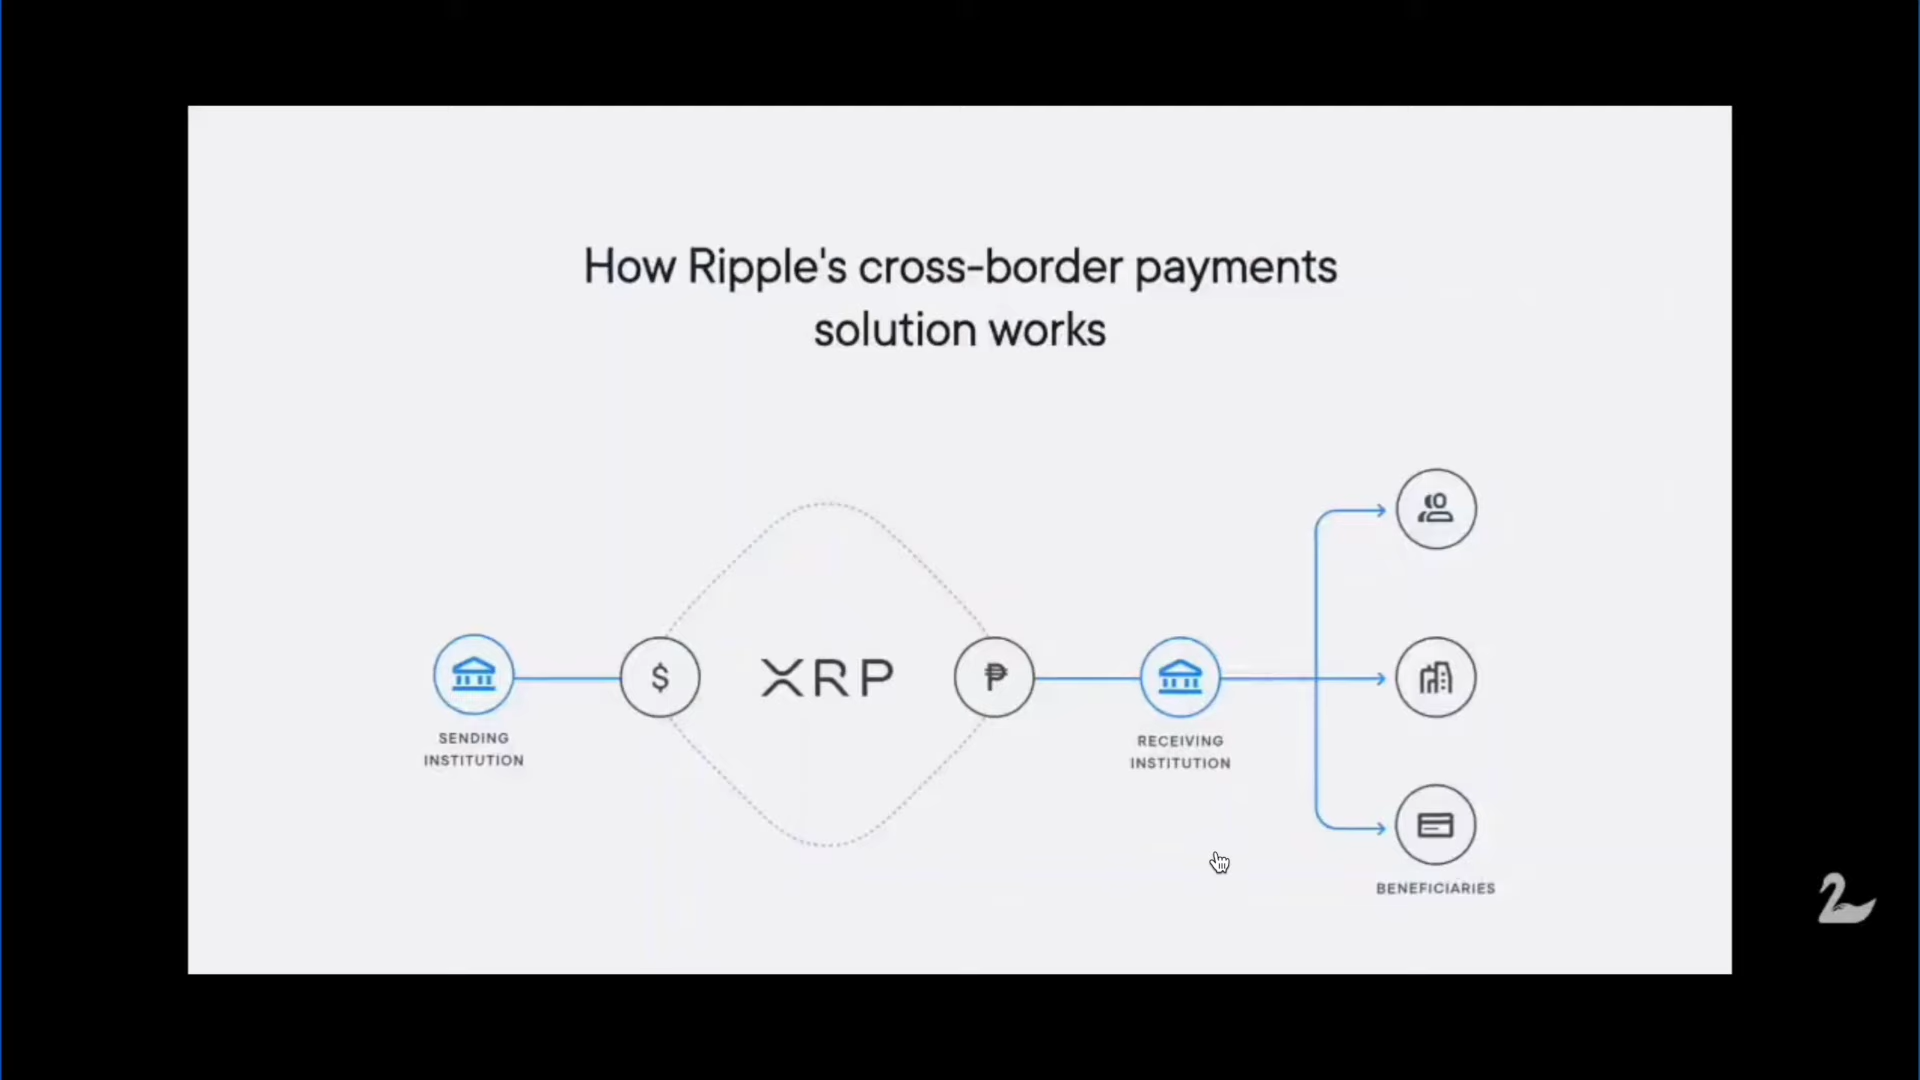 How Ripple's cross-border payments
solution works
$
XRP
₱
SENDING
INSTITUTION
RECEIVING
INSTITUTION
BENEFICIARIES